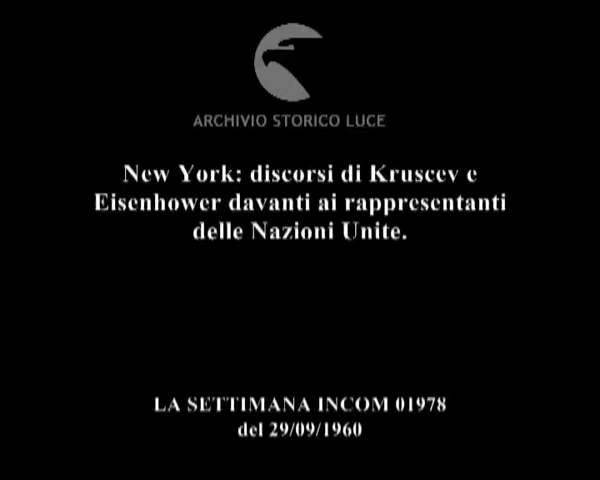 ARCHIVIO STORICO LUCE
New York: discorsi di Kruscev e
Eisenhower davanti ai rappresentanti
delle Nazioni Unite.
LA SETTIMANA INCOM 01978
del 29/09/1960